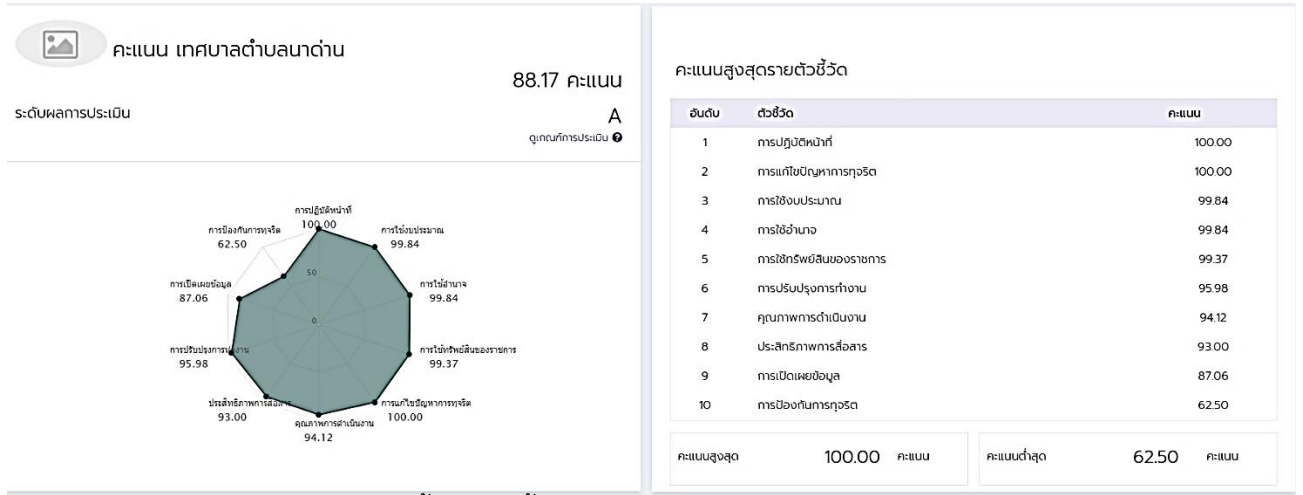 คะแนน เทศบาลตำบลนาด่าน
88.17 คะแนน
ระดับผลการประเมิน
A
ดูเกณฑ์การประเมิน
การปฏิบัติหน้าที่
100.00
การป้องกันการทุจริต
62.50
การใช้งบประมาณ
99.84
50
การเปิดเผยข้อมูล
87.06
การใช้อำนาจ
99.84
0
การปรับปรุงการทำงาน
95.98
การใช้ทรัพย์สินของราชการ
99.37
ประสิทธิภาพการสื่อสาร
93.00
การแก้ไขปัญหาการทุจริต
100.00
คุณภาพการดำเนินงาน
94.12
คะแนนสูงสุดรายตัวชี้วัด
อันดับ ตัวชี้วัด คะแนน
1 การปฏิบัติหน้าที่ 100.00
2 การแก้ไขปัญหาการทุจริต 100.00
3 การใช้งบประมาณ 99.84
4 การใช้อำนาจ 99.84
5 การใช้ทรัพย์สินของราชการ 99.37
6 การปรับปรุงการทำงาน 95.98
7 คุณภาพการดำเนินงาน 94.12
8 ประสิทธิภาพการสื่อสาร 93.00
9 การเปิดเผยข้อมูล 87.06
10 การป้องกันการทุจริต 62.50
คะแนนสูงสุด 100.00 คะแนน
คะแนนต่ำสุด 62.50 คะแนน